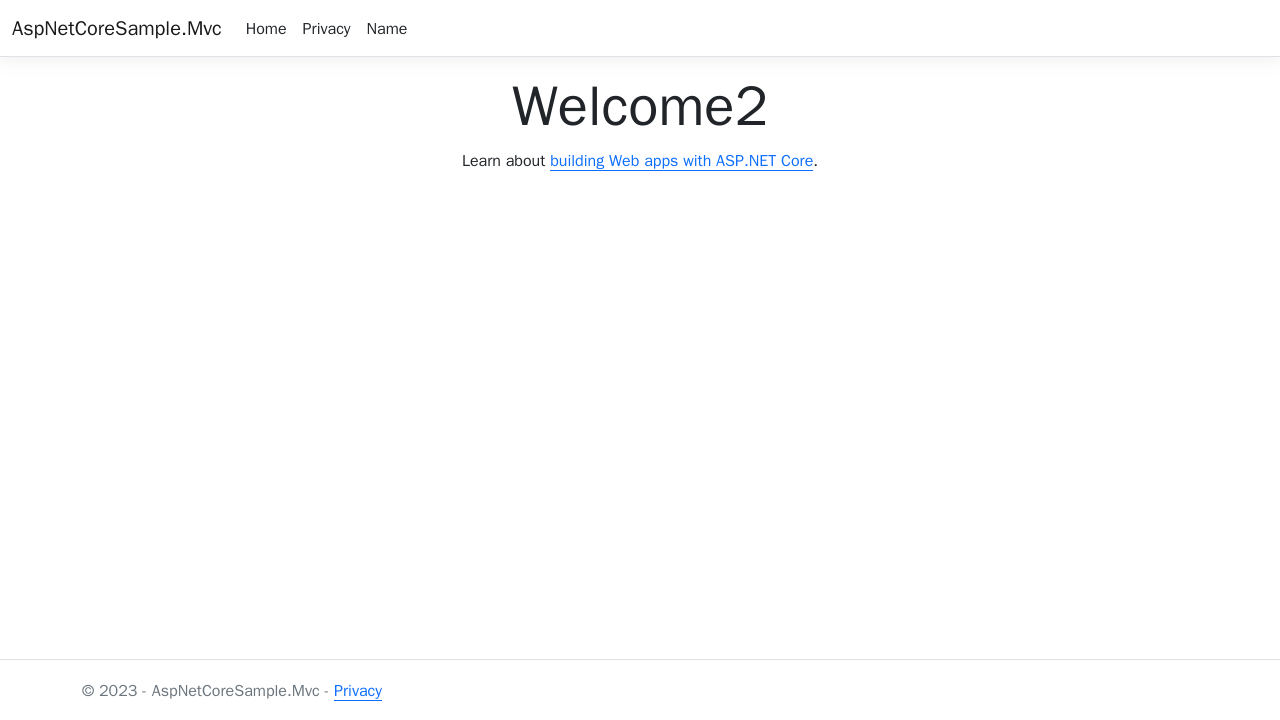 AspNetCoreSample.Mvc Home Privacy Name
Welcome2
Learn about building Web apps with ASP.NET Core.
© 2023 - AspNetCoreSample.Mvc - Privacy